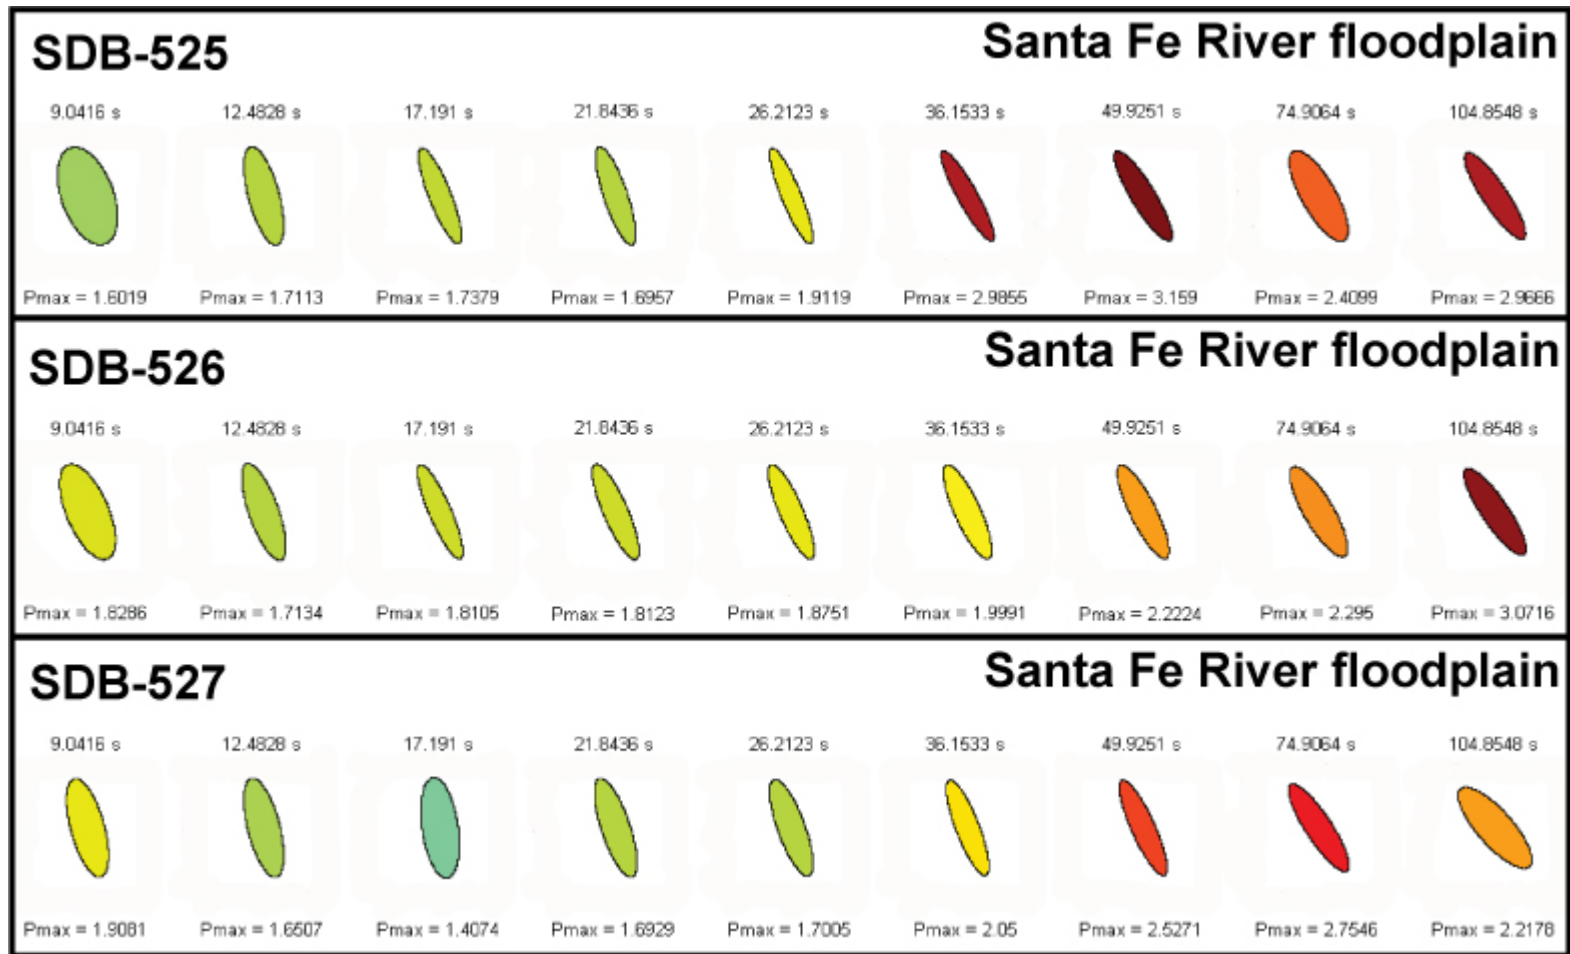 SDB-525 Santa Fe River floodplain
9.0416 s 12.4828 s 17.191 s 21.8436 s 26.2123 s 36.1533 s 49.9251 s 74.9064 s 104.8548 s
Pmax = 1.6019 Pmax = 1.7113 Pmax = 1.7379 Pmax = 1.6957 Pmax = 1.9119 Pmax = 2.9855 Pmax = 3.159 Pmax = 2.4099 Pmax = 2.9666
SDB-526 Santa Fe River floodplain
9.0416 s 12.4828 s 17.191 s 21.8436 s 26.2123 s 36.1533 s 49.9251 s 74.9064 s 104.8548 s
Pmax = 1.8286 Pmax = 1.7134 Pmax = 1.8105 Pmax = 1.8123 Pmax = 1.8751 Pmax = 1.9991 Pmax = 2.2224 Pmax = 2.295 Pmax = 3.0716
SDB-527 Santa Fe River floodplain
9.0416 s 12.4828 s 17.191 s 21.8436 s 26.2123 s 36.1533 s 49.9251 s 74.9064 s 104.8548 s
Pmax = 1.9081 Pmax = 1.6507 Pmax = 1.4074 Pmax = 1.6929 Pmax = 1.7005 Pmax = 2.05 Pmax = 2.5271 Pmax = 2.7546 Pmax = 2.2178